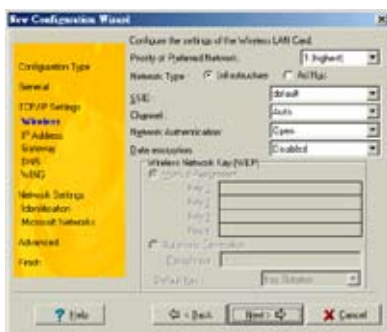 New Configuration Wizard
Configure the settings of the Wireless LAN Card.
Priority of Preferred Network: 1 (highest)
Network Type Infrastructure Ad Hoc
SSID: default
Channel: Auto
Network Authentication: Open
Data encryption: Disabled
Wireless Network Key (WEP)
Manual Assignment
Key 1:
Key 2:
Key 3:
Key 4:
Automatic Generation
Passphrase:
Default key:
Configuration Type
General
TCP/IP Settings
Wireless
IP Address
Gateway
DNS
WINS
Network Settings
Identification
Microsoft Networks
Advanced
Finish
Help
< Back
Next >
Cancel